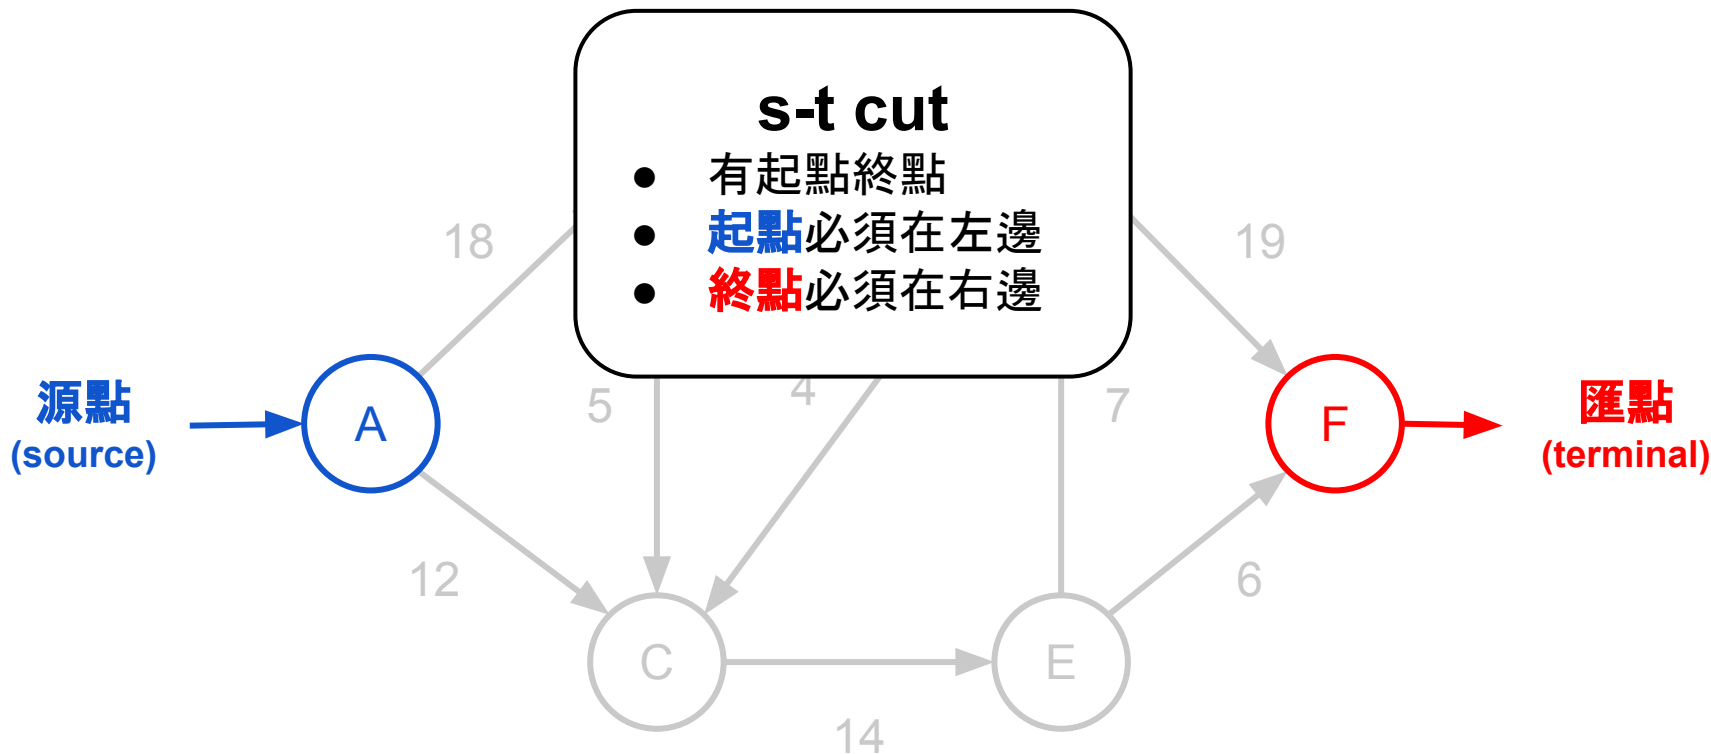 s-t cut
● 有起點終點
● 起點必須在左邊
● 終點必須在右邊
18
19
源點
(source)
A
5
4
7
F
匯點
(terminal)
12
6
C
E
14